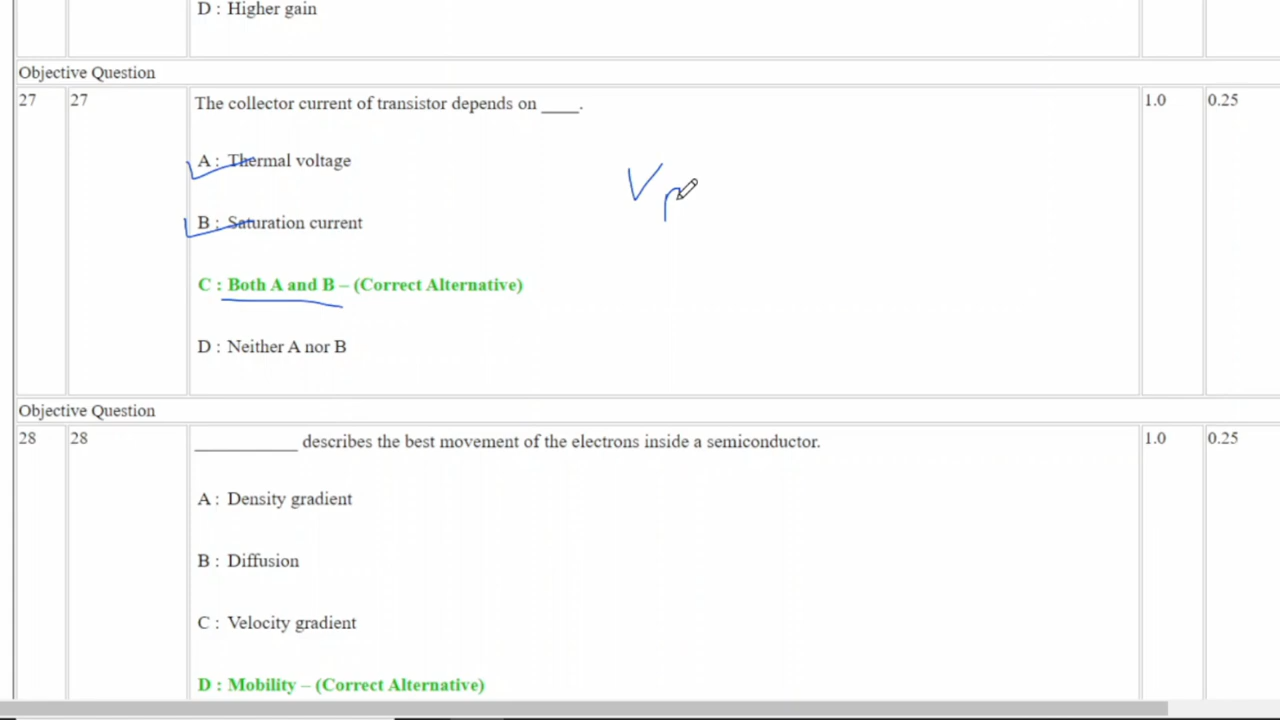 D : Higher gain
Objective Question
27 27 The collector current of transistor depends on ____. 1.0 0.25
A : Thermal voltage
B : Saturation current
C : Both A and B – (Correct Alternative)
D : Neither A nor B
V
Objective Question
28 28 ___________ describes the best movement of the electrons inside a semiconductor. 1.0 0.25
A : Density gradient
B : Diffusion
C : Velocity gradient
D : Mobility – (Correct Alternative)